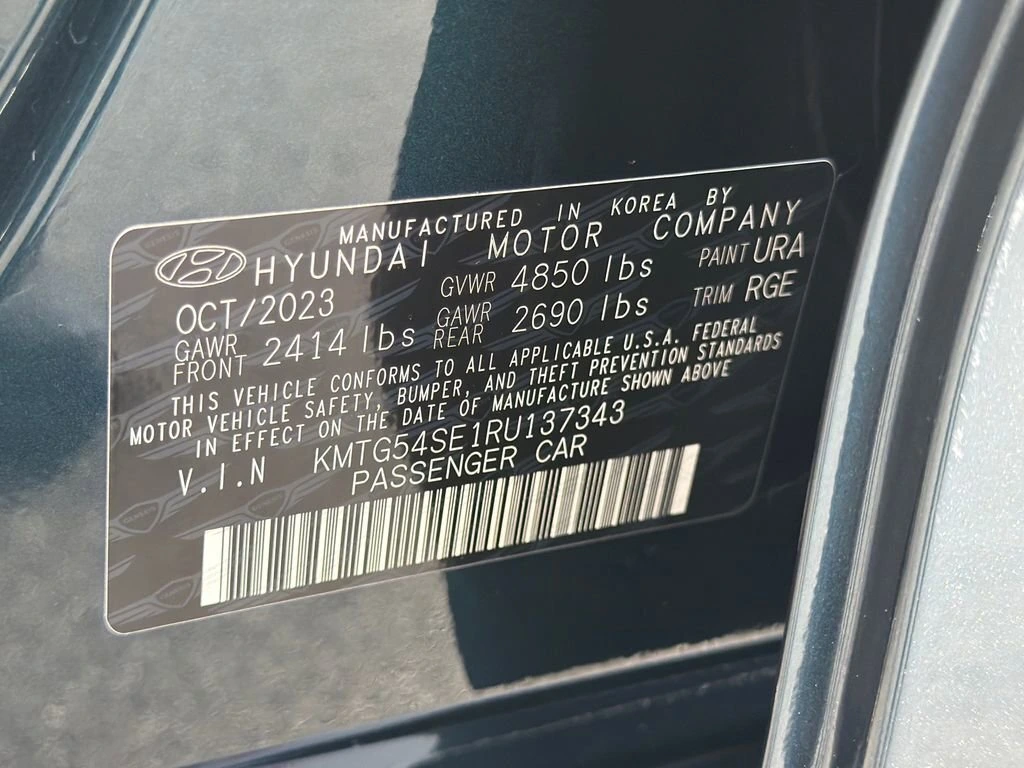 MANUFACTURED IN KOREA BY
HYUNDAI MOTOR COMPANY
OCT/2023 GVWR 4850 lbs PAINT URA
GAWR FRONT 2414 lbs GAWR REAR 2690 lbs TRIM RGE
THIS VEHICLE CONFORMS TO ALL APPLICABLE U.S.A. FEDERAL
MOTOR VEHICLE SAFETY, BUMPER, AND THEFT PREVENTION STANDARDS
IN EFFECT ON THE DATE OF MANUFACTURE SHOWN ABOVE
V.I.N KMTG54SE1RU137343
PASSENGER CAR